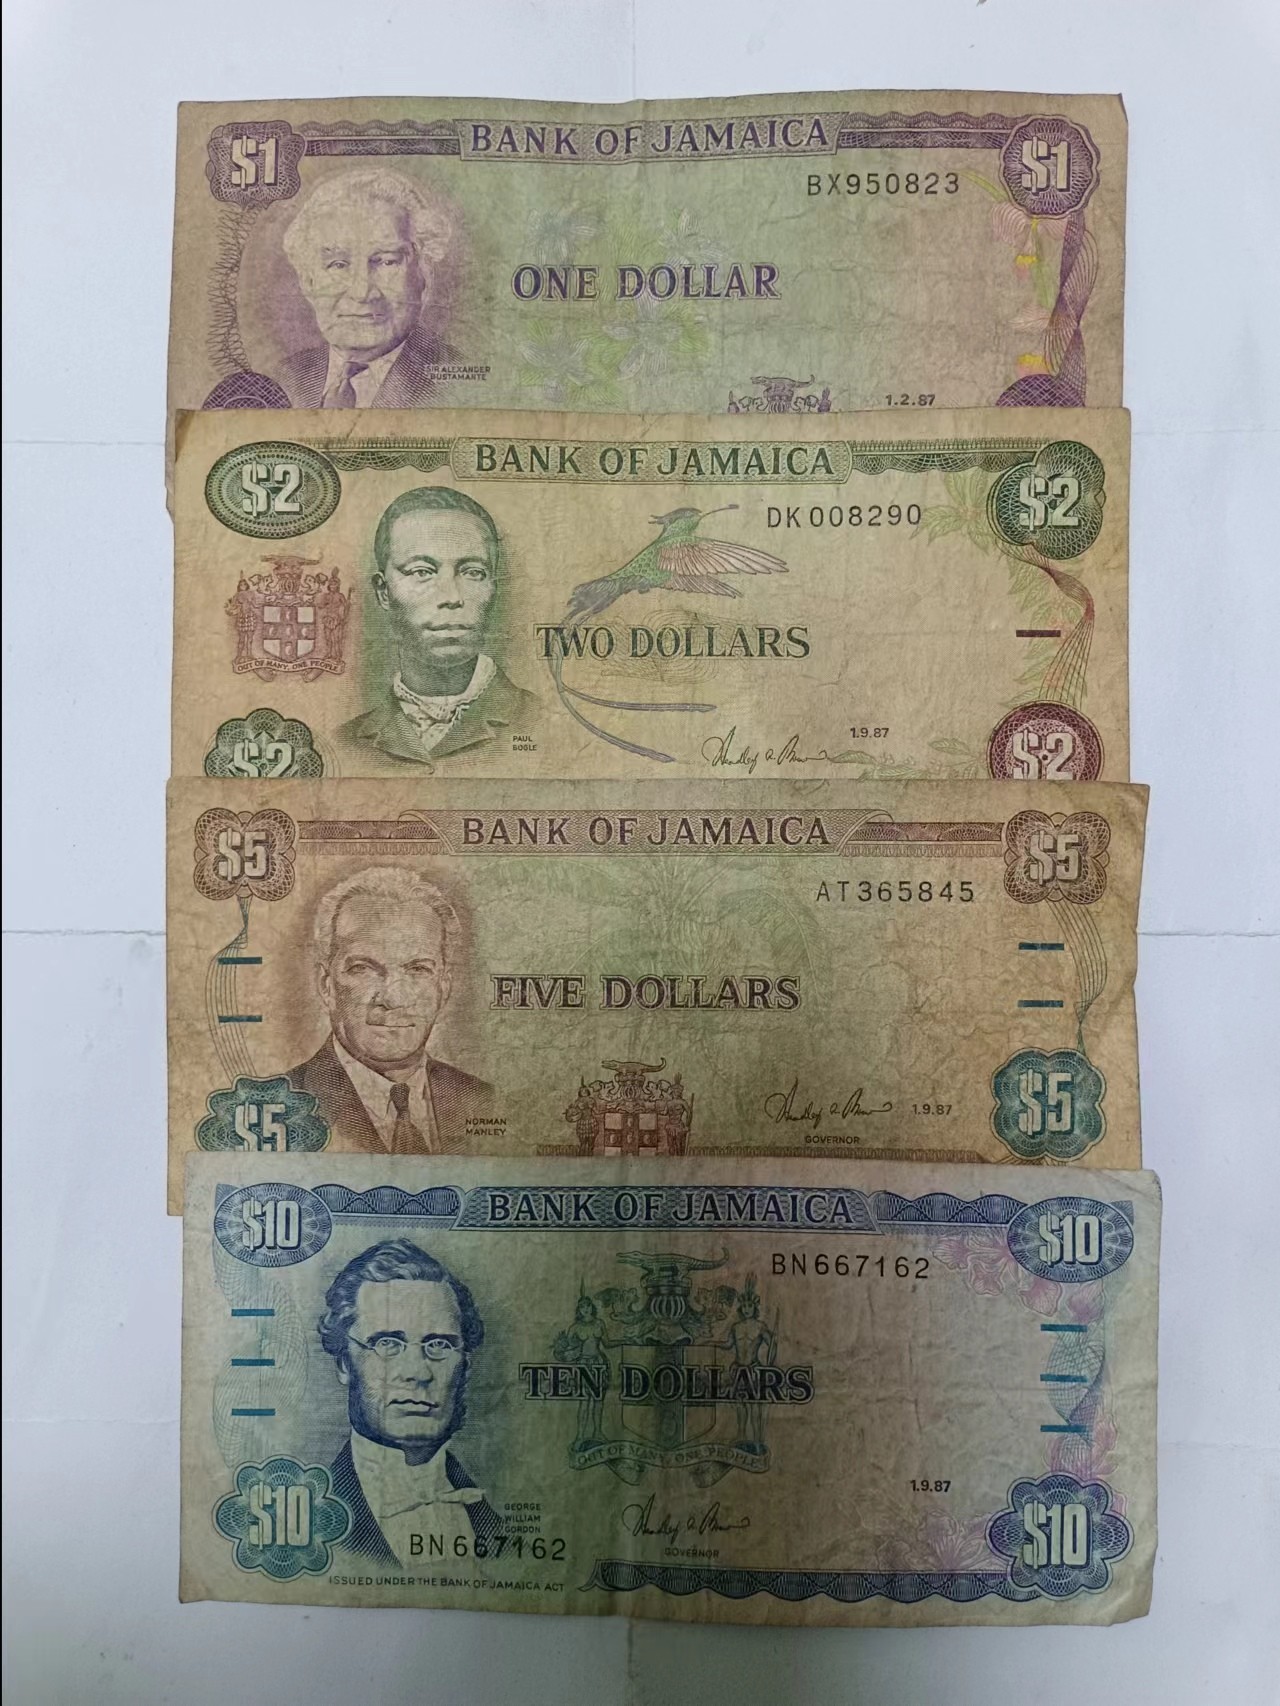 $1
BANK OF JAMAICA
$1
BX950823
ONE DOLLAR
SIR ALEXANDER
BUSTAMANTE
1.2.87
$2
BANK OF JAMAICA
$2
DK008290
TWO DOLLARS
OUT OF MANY, ONE PEOPLE
PAUL
BOGLE
1.9.87
$2
$2
$5
BANK OF JAMAICA
$5
AT365845
FIVE DOLLARS
NORMAN
MANLEY
1.9.87
GOVERNOR
$5
$5
$10
BANK OF JAMAICA
$10
BN667162
TEN DOLLARS
OUT OF MANY, ONE PEOPLE
1.9.87
GEORGE
WILLIAM
GORDON
$10
BN667162
GOVERNOR
$10
ISSUED UNDER THE BANK OF JAMAICA ACT